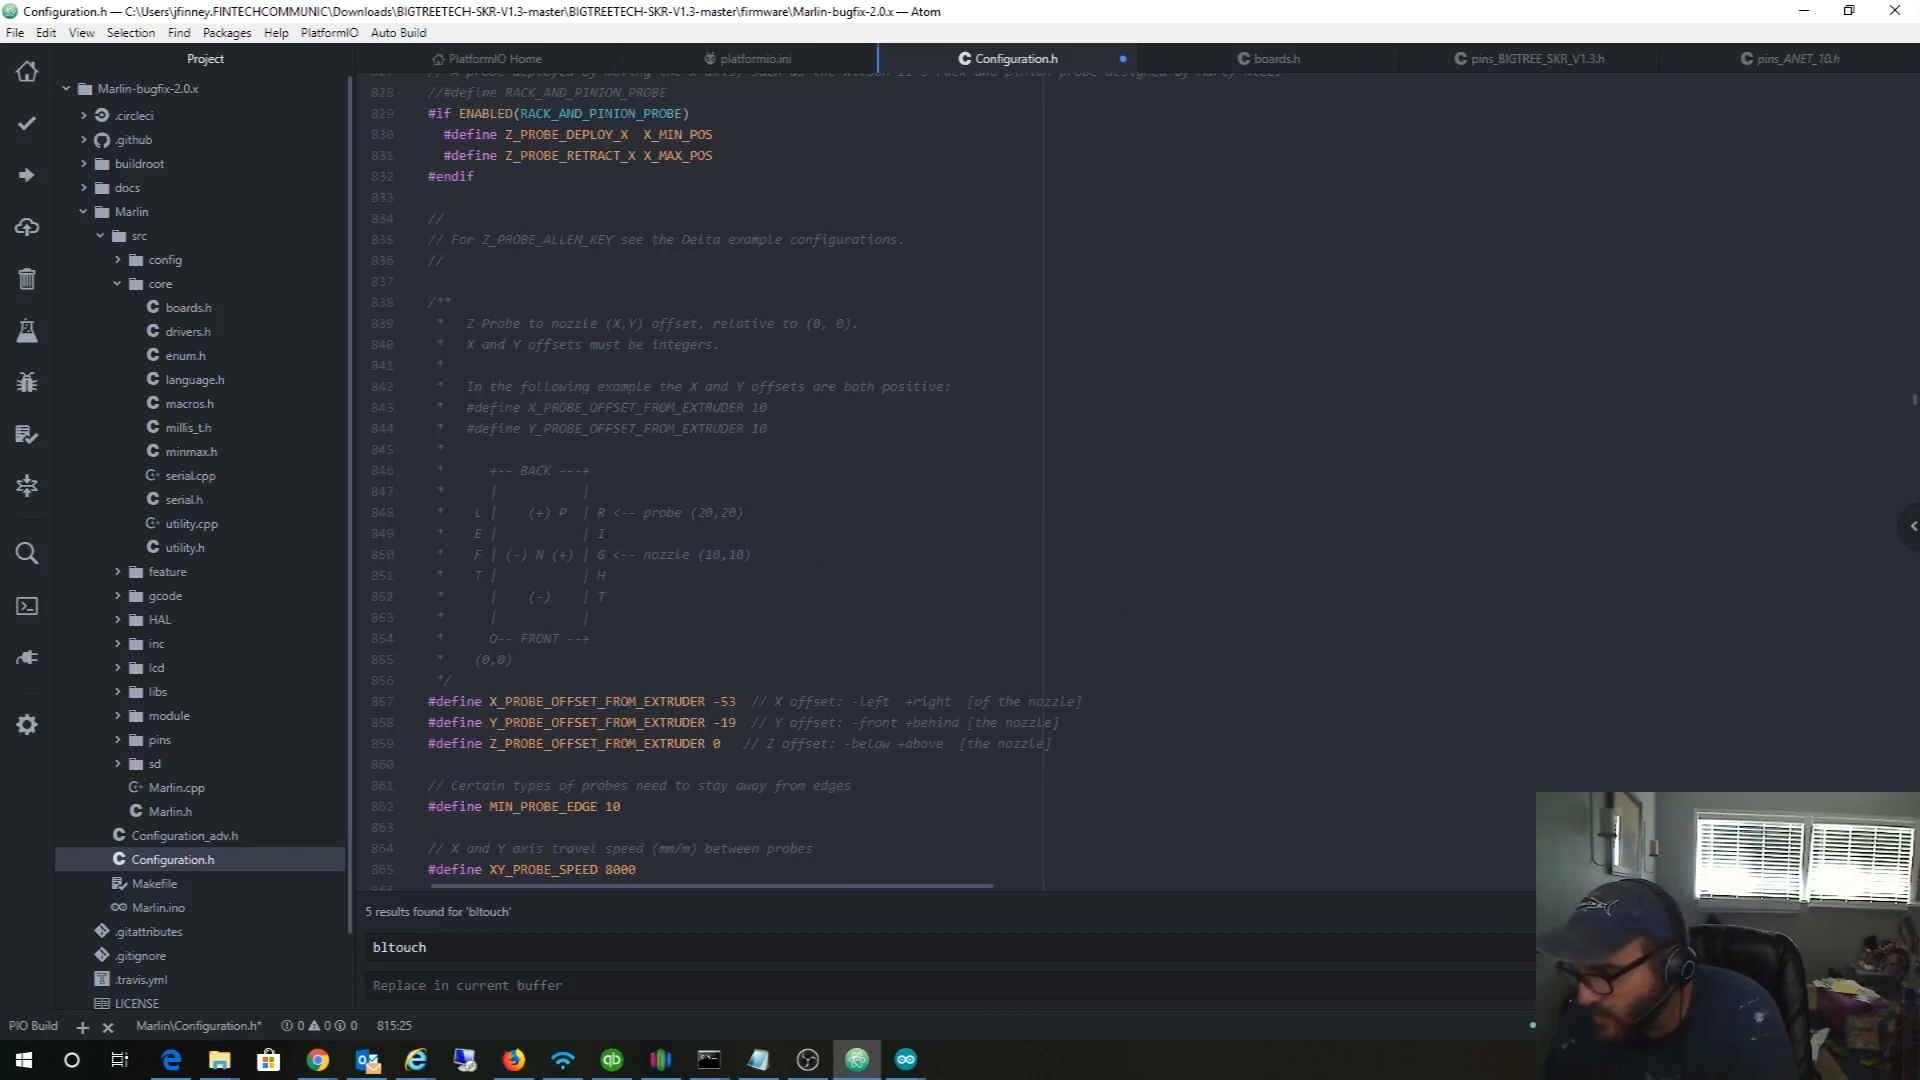 Configuration.h — C:\Users\jfinney.FINTECHCOMMUNIC\Downloads\BIGTREETECH-SKR-V1.3-master\BIGTREETECH-SKR-V1.3-master\firmware\Marlin-bugfix-2.0.x — Atom
File Edit View Selection Find Packages Help PlatformIO Auto Build
Project
PlatformIO Home
platformio.ini
Configuration.h
boards.h
pins_BIGTREE_SKR_V1.3.h
pins_ANET_10.h
Marlin-bugfix-2.0.x
.circleci
.github
buildroot
docs
Marlin
src
config
core
boards.h
drivers.h
enum.h
language.h
macros.h
millis_t.h
minmax.h
serial.cpp
serial.h
utility.cpp
utility.h
feature
gcode
HAL
inc
lcd
libs
module
pins
sd
Marlin.cpp
Marlin.h
Configuration_adv.h
Configuration.h
Makefile
Marlin.ino
.gitattributes
.gitignore
.travis.yml
LICENSE
828 //#define RACK_AND_PINION_PROBE
829 #if ENABLED(RACK_AND_PINION_PROBE)
830 #define Z_PROBE_DEPLOY_X X_MIN_POS
831 #define Z_PROBE_RETRACT_X X_MAX_POS
832 #endif
833
834 //
835 // For Z_PROBE_ALLEN_KEY see the Delta example configurations.
836 //
837
838 /**
839 * Z Probe to nozzle (X,Y) offset, relative to (0, 0).
840 * X and Y offsets must be integers.
841 *
842 * In the following example the X and Y offsets are both positive:
843 * #define X_PROBE_OFFSET_FROM_EXTRUDER 10
844 * #define Y_PROBE_OFFSET_FROM_EXTRUDER 10
845 *
846 * +-- BACK ---+
847 * | |
848 * L | (+) P | R <-- probe (20,20)
849 * E | | I
850 * F | (-) N (+) | G <-- nozzle (10,10)
851 * T | | H
852 * | (-) | T
853 * | |
854 * O-- FRONT --+
855 * (0,0)
856 */
857 #define X_PROBE_OFFSET_FROM_EXTRUDER -53 // X offset: -left +right [of the nozzle]
858 #define Y_PROBE_OFFSET_FROM_EXTRUDER -19 // Y offset: -front +behind [the nozzle]
859 #define Z_PROBE_OFFSET_FROM_EXTRUDER 0 // Z offset: -below +above [the nozzle]
860
861 // Certain types of probes need to stay away from edges
862 #define MIN_PROBE_EDGE 10
863
864 // X and Y axis travel speed (mm/m) between probes
865 #define XY_PROBE_SPEED 8000
5 results found for 'bltouch'
bltouch
Replace in current buffer
PIO Build + × Marlin\Configuration.h* 0 0 0 815:25